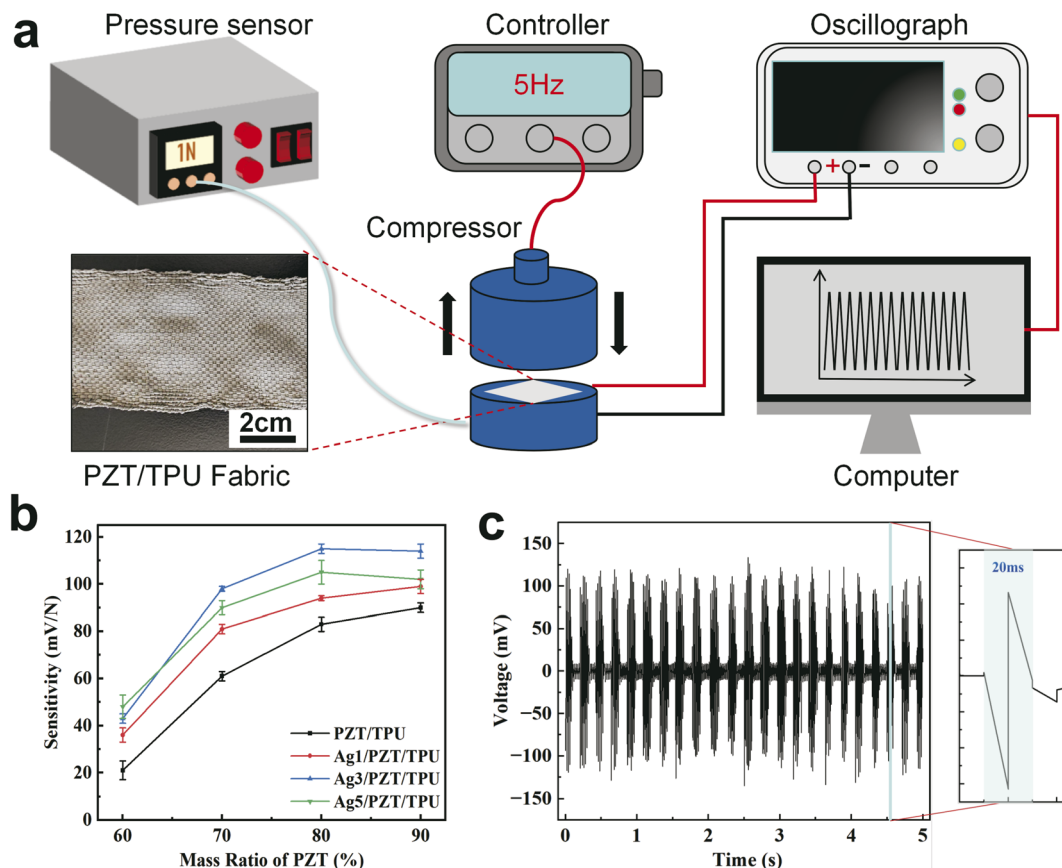 a
Pressure sensor
Controller
Oscillograph
5Hz
1N
+ -
Compressor
2cm
PZT/TPU Fabric
Computer
b
Sensitivity (mV/N)
120
100
80
60
40
20
0
60 70 80 90
Mass Ratio of PZT (%)
PZT/TPU
Ag1/PZT/TPU
Ag3/PZT/TPU
Ag5/PZT/TPU
c
Voltage (mV)
150
100
50
0
−50
−100
−150
0 1 2 3 4 5
Time (s)
20ms